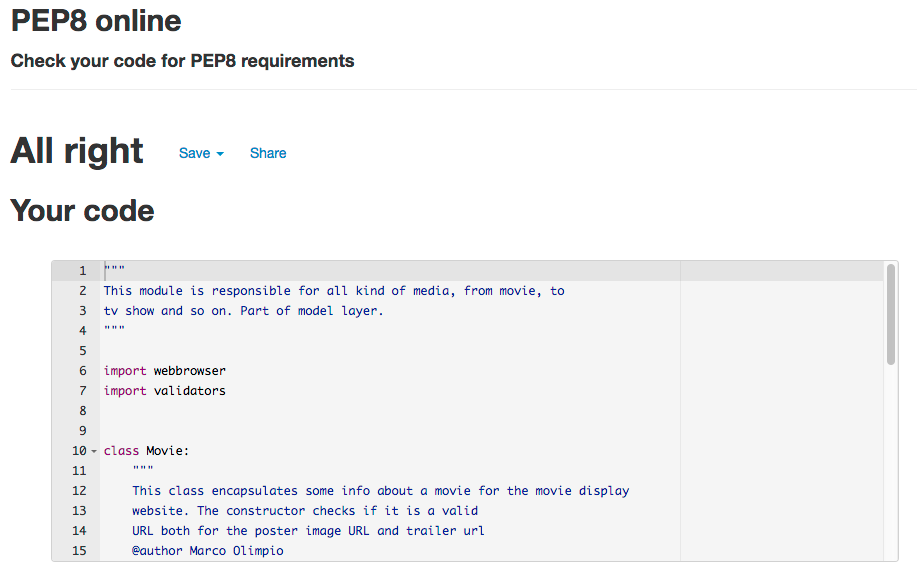 PEP8 online
Check your code for PEP8 requirements
All right Save Share
Your code
1 """
2 This module is responsible for all kind of media, from movie, to
3 tv show and so on. Part of model layer.
4 """
5
6 import webbrowser
7 import validators
8
9
10 class Movie:
11 """
12 This class encapsulates some info about a movie for the movie display
13 website. The constructor checks if it is a valid
14 URL both for the poster image URL and trailer url
15 @author Marco Olimpio